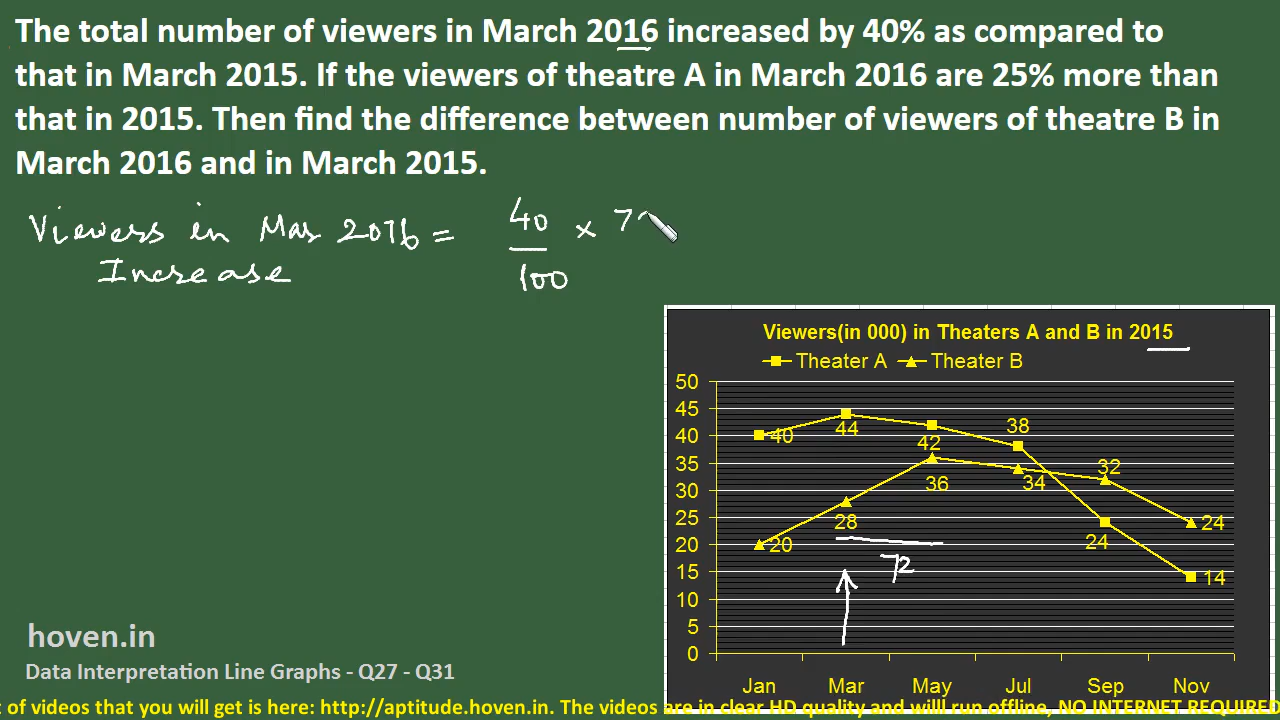 The total number of viewers in March 2016 increased by 40% as compared to
that in March 2015. If the viewers of theatre A in March 2016 are 25% more than
that in 2015. Then find the difference between number of viewers of theatre B in
March 2016 and in March 2015.
Viewers in Mar 2016 = 40 × 7
Increase 100
Viewers(in 000) in Theaters A and B in 2015
Theater A Theater B
50
45
40
35
30
25
20
15
10
5
0
40 44 42 38 24 14
20 28 36 34 32 24
72
Jan Mar May Jul Sep Nov
hoven.in
Data Interpretation Line Graphs - Q27 - Q31
t of videos that you will get is here: http://aptitude.hoven.in. The videos are in clear HD quality and willl run offline, NO INTERNET REQUIRED